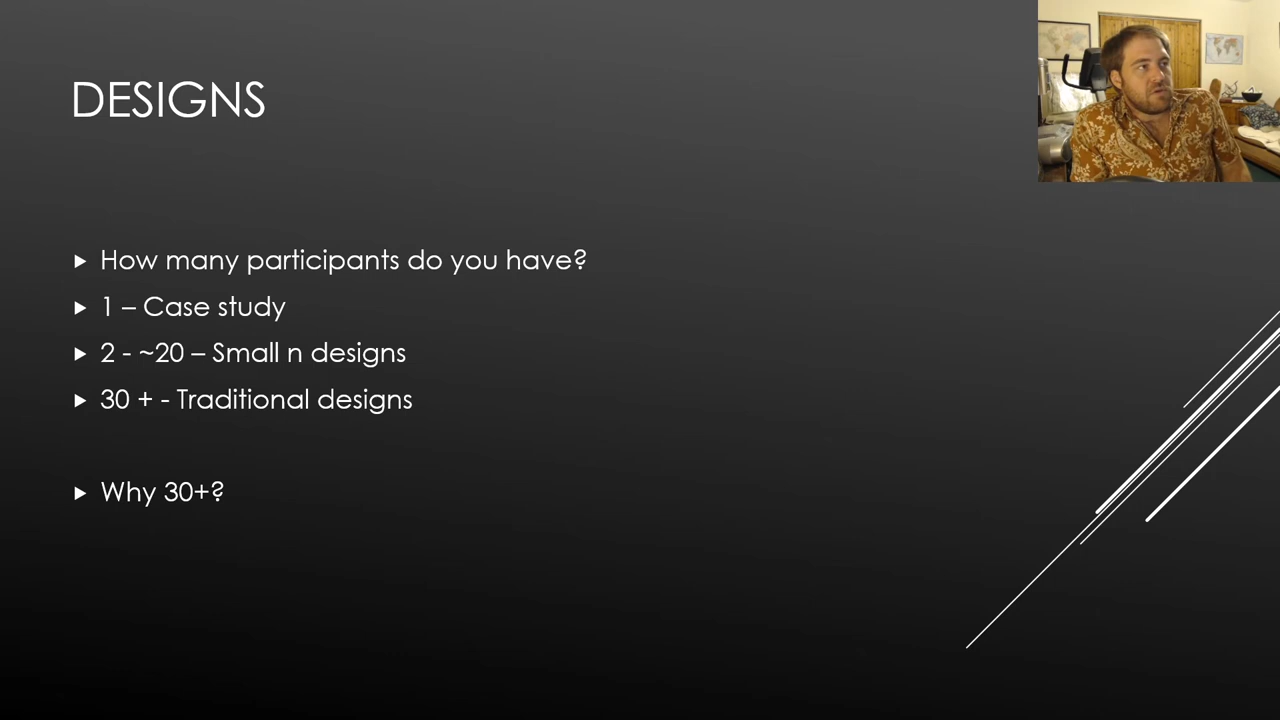 DESIGNS
How many participants do you have?
1 – Case study
2 - ~20 – Small n designs
30 + - Traditional designs
Why 30+?